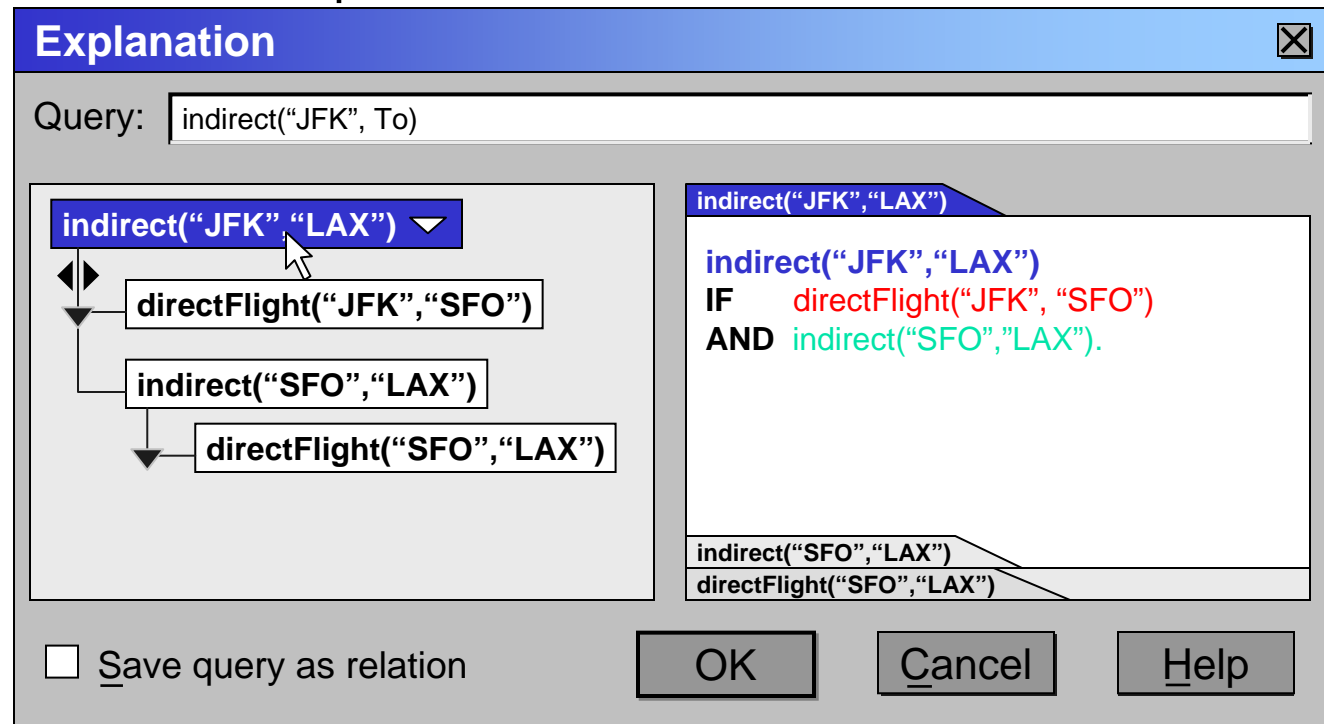 Explanation
Query: indirect(“JFK”, To)
indirect(“JFK”,“LAX”)
directFlight(“JFK”,“SFO”)
indirect(“SFO”,“LAX”)
directFlight(“SFO”,“LAX”)
indirect(“JFK”,“LAX”)
indirect(“JFK”,“LAX”)
IF directFlight(“JFK”, “SFO”)
AND indirect(“SFO”,”LAX”).
indirect(“SFO”,“LAX”)
directFlight(“SFO”,“LAX”)
Save query as relation
OK
Cancel
Help